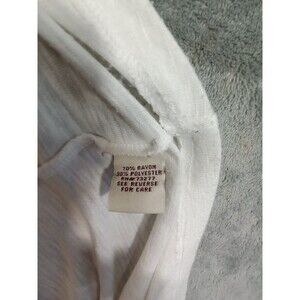 70% RAYON
30% POLYESTER
RN# 73277
SEE REVERSE
FOR CARE